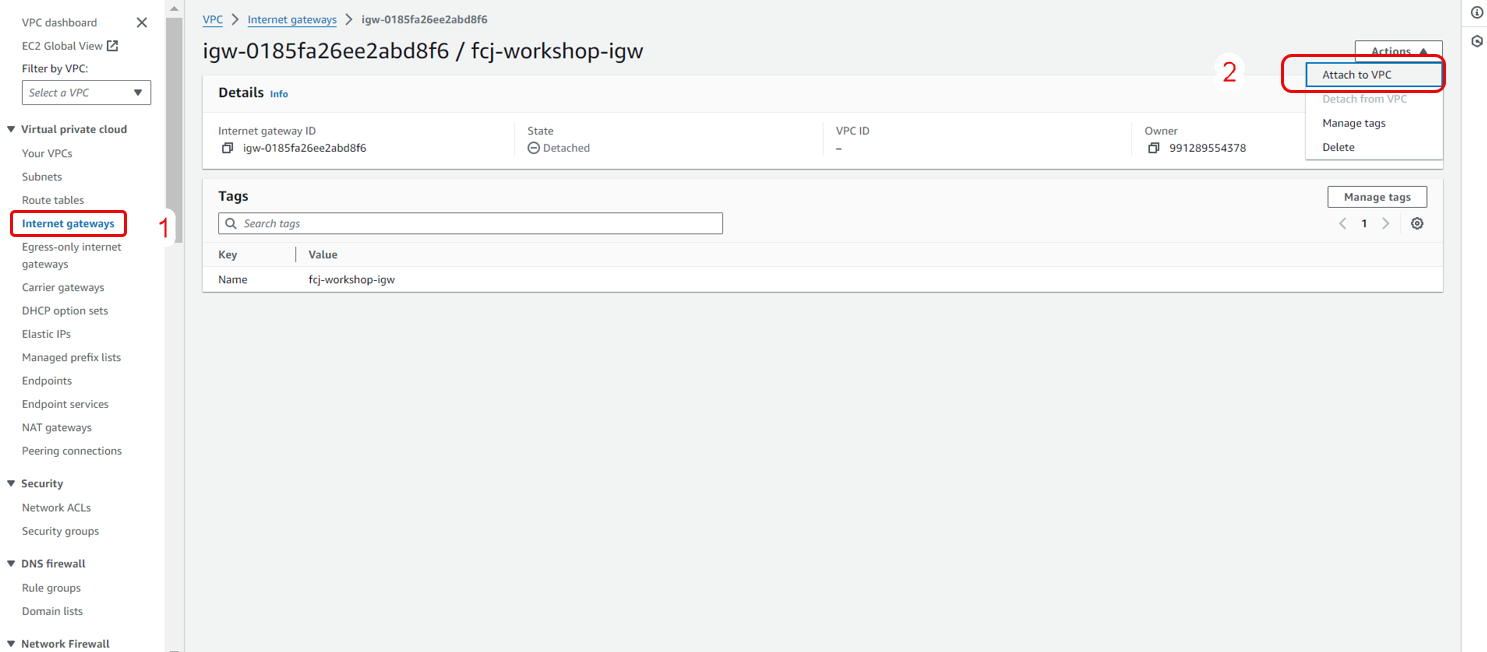 VPC dashboard
EC2 Global View
Filter by VPC:
Select a VPC
Virtual private cloud
Your VPCs
Subnets
Route tables
Internet gateways
1
Egress-only internet
gateways
Carrier gateways
DHCP option sets
Elastic IPs
Managed prefix lists
Endpoints
Endpoint services
NAT gateways
Peering connections
Security
Network ACLs
Security groups
DNS firewall
Rule groups
Domain lists
Network Firewall
VPC > Internet gateways > igw-0185fa26ee2abd8f6
igw-0185fa26ee2abd8f6 / fcj-workshop-igw
Actions
2
Attach to VPC
Detach from VPC
Manage tags
Delete
Details Info
Internet gateway ID
igw-0185fa26ee2abd8f6
State
Detached
VPC ID
–
Owner
991289554378
Tags
Manage tags
Search tags
1
Key Value
Name fcj-workshop-igw